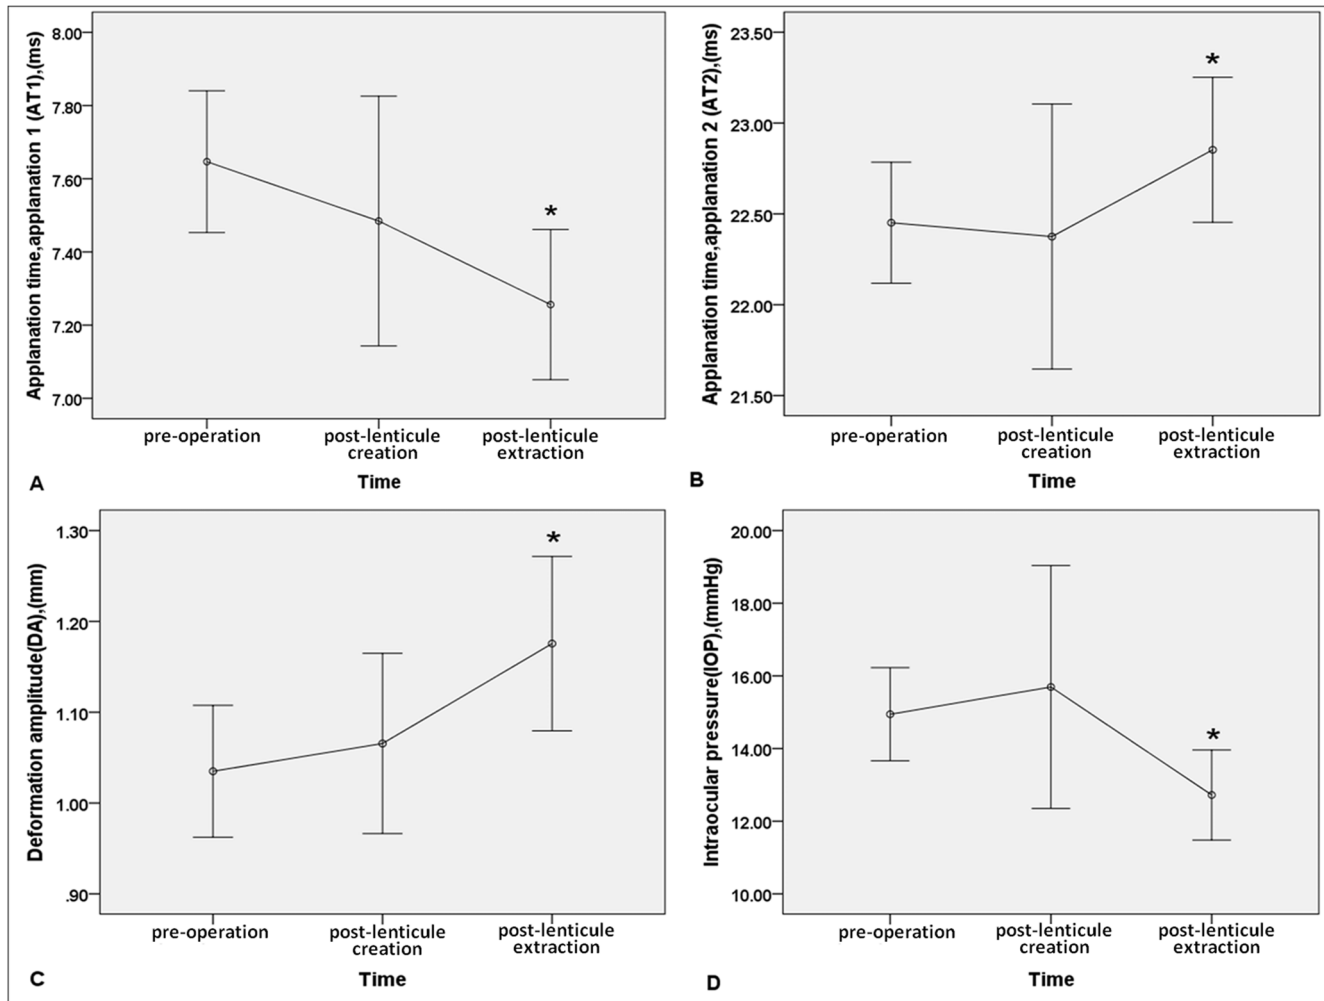 Applanation time,applanation 1 (AT1),(ms)
8.00
7.80
7.60
7.40
7.20
7.00
*
pre-operation
post-lenticule
creation
post-lenticule
extraction
Time
A
Applanation time,applanation 2 (AT2),(ms)
23.50
23.00
22.50
22.00
21.50
*
pre-operation
post-lenticule
creation
post-lenticule
extraction
Time
B
Deformation amplitude(DA),(mm)
1.30
1.20
1.10
1.00
.90
*
pre-operation
post-lenticule
creation
post-lenticule
extraction
Time
C
Intraocular pressure(IOP),(mmHg)
20.00
18.00
16.00
14.00
12.00
10.00
*
pre-operation
post-lenticule
creation
post-lenticule
extraction
Time
D